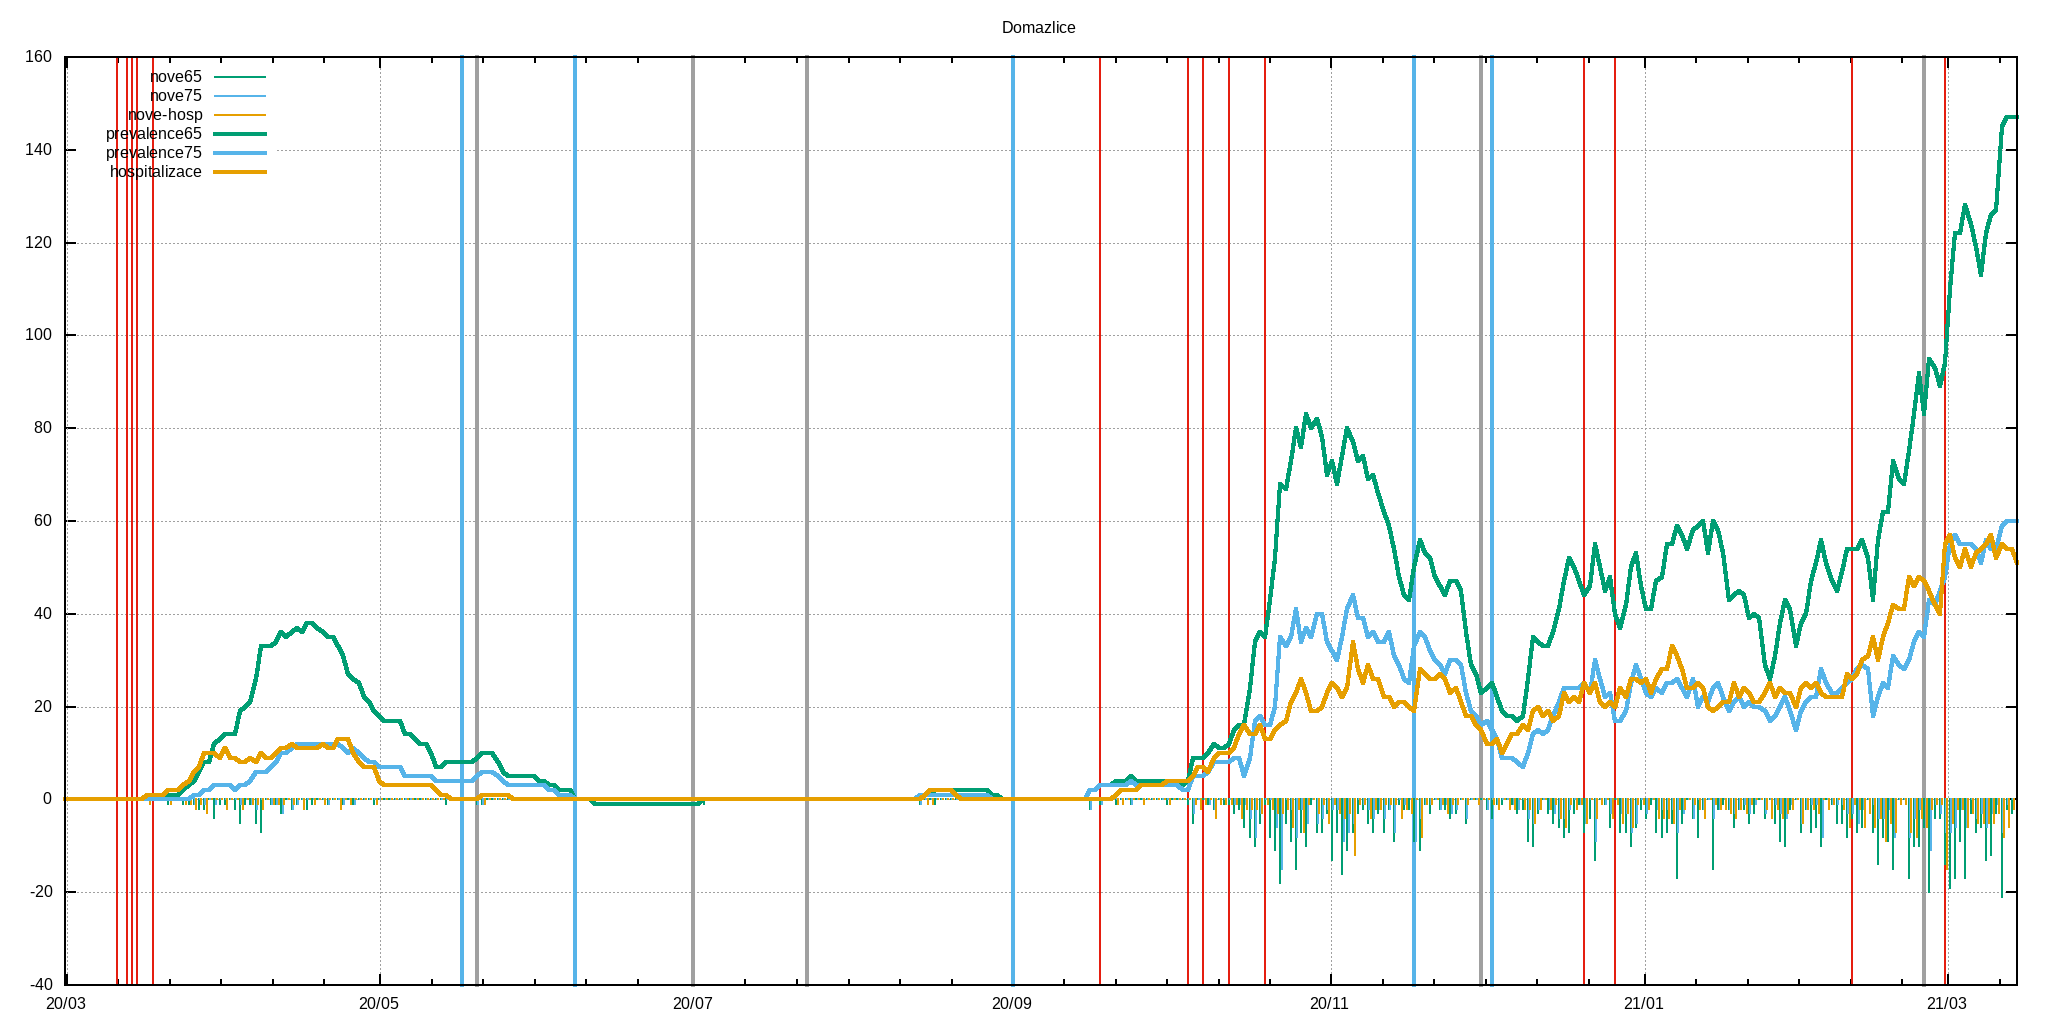 Domazlice
160
140
120
100
80
60
40
20
0
-20
-40
nove65
nove75
nove-hosp
prevalence65
prevalence75
hospitalizace
20/03 20/05 20/07 20/09 20/11 21/01 21/03